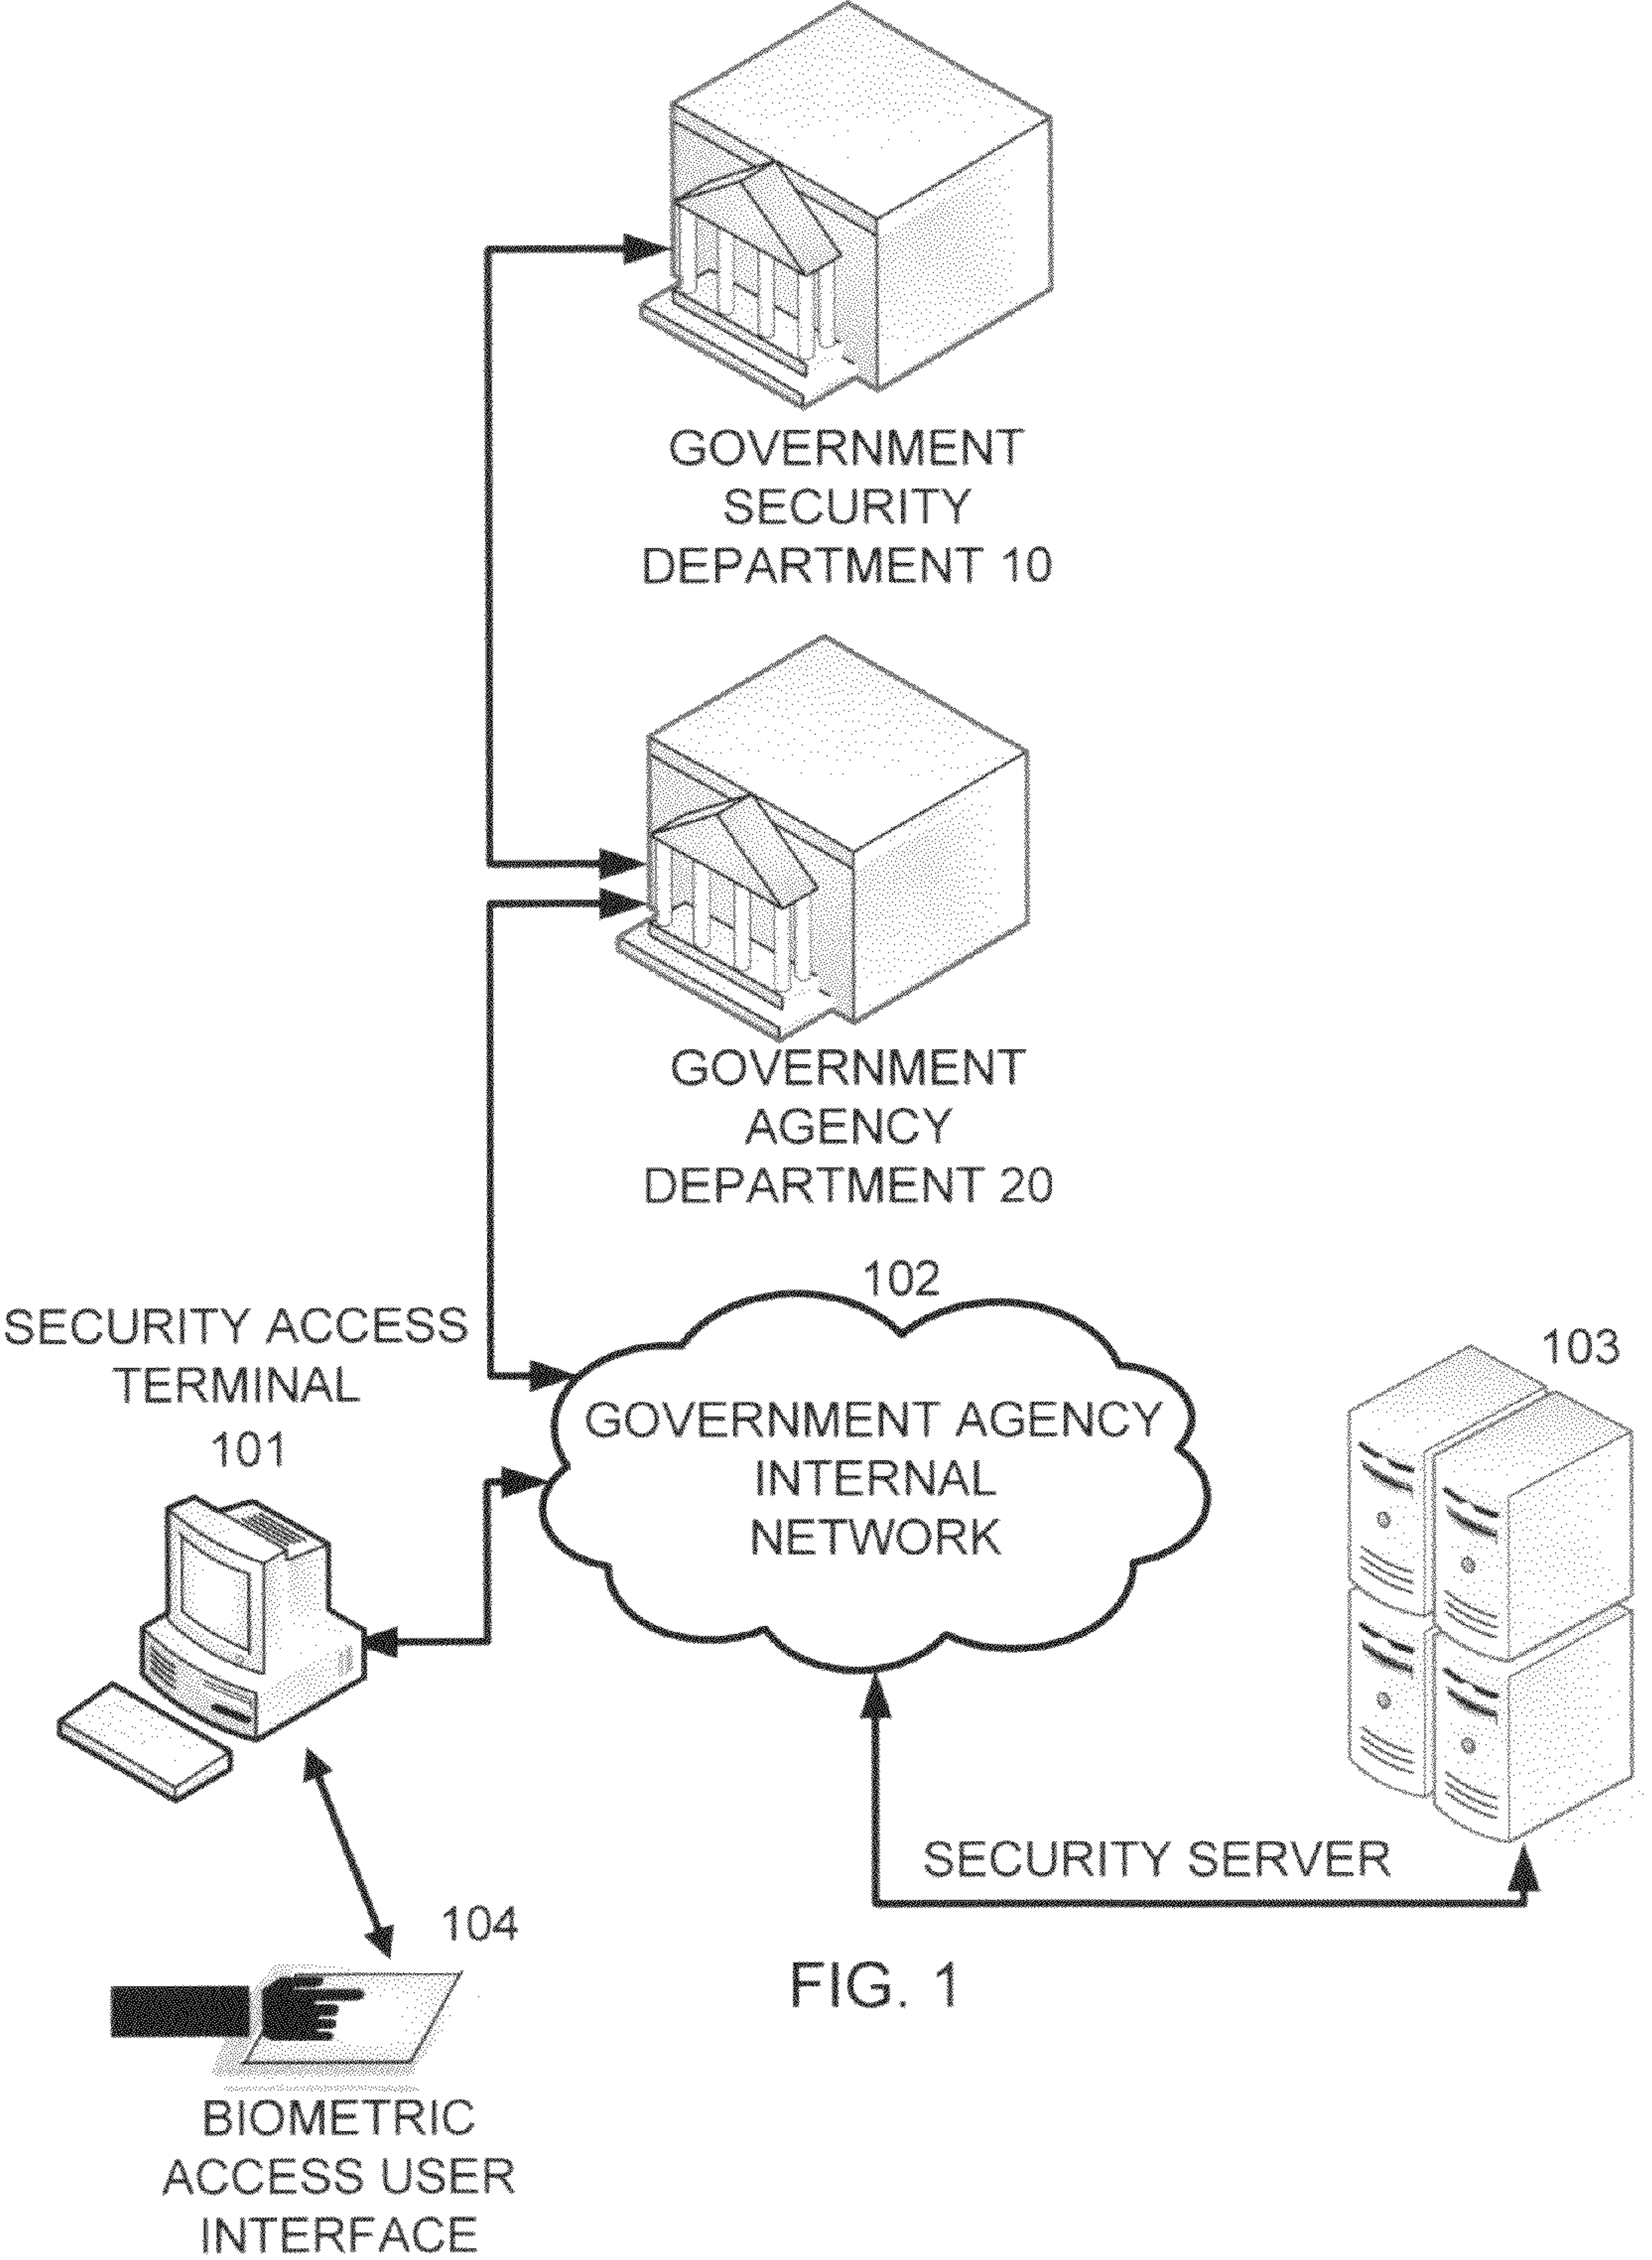 GOVERNMENT
SECURITY
DEPARTMENT 10
GOVERNMENT
AGENCY
DEPARTMENT 20
102
GOVERNMENT AGENCY
INTERNAL
NETWORK
SECURITY ACCESS
TERMINAL
101
103
SECURITY SERVER
104
BIOMETRIC
ACCESS USER
INTERFACE
FIG. 1